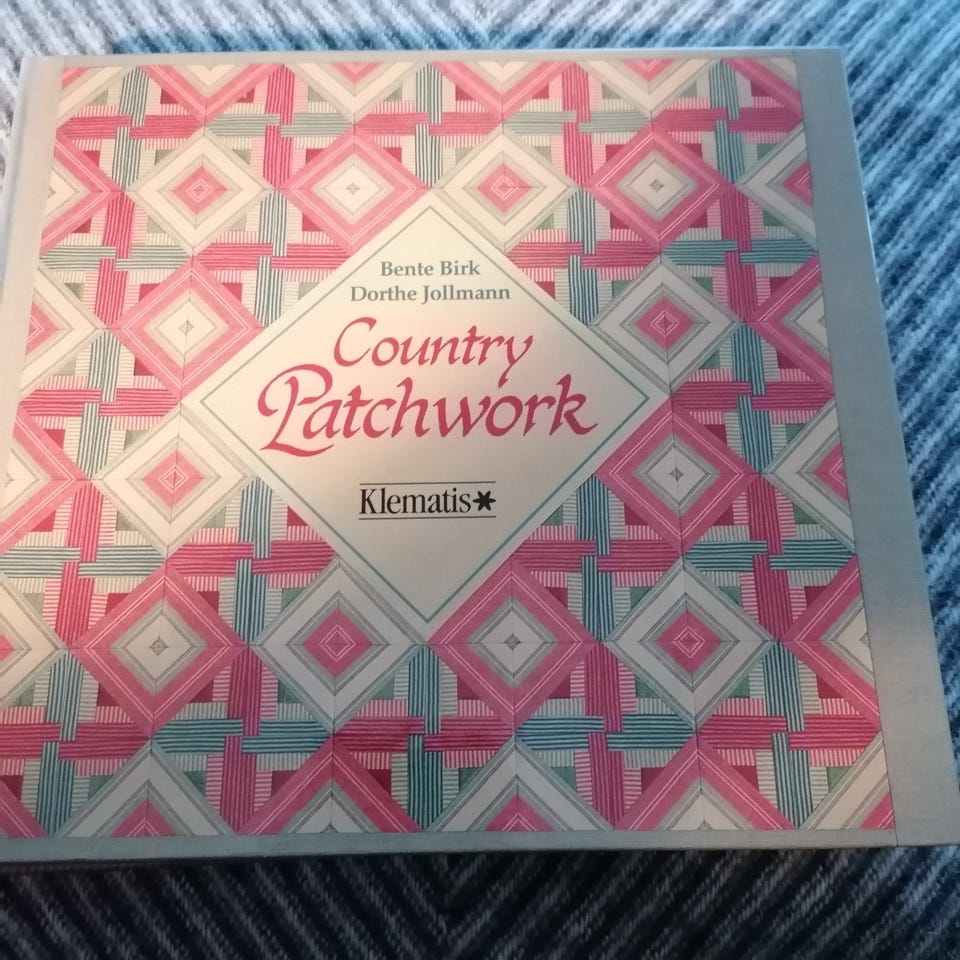 Bente Birk
Dorthe Jollmann
Country
Patchwork
Klematis